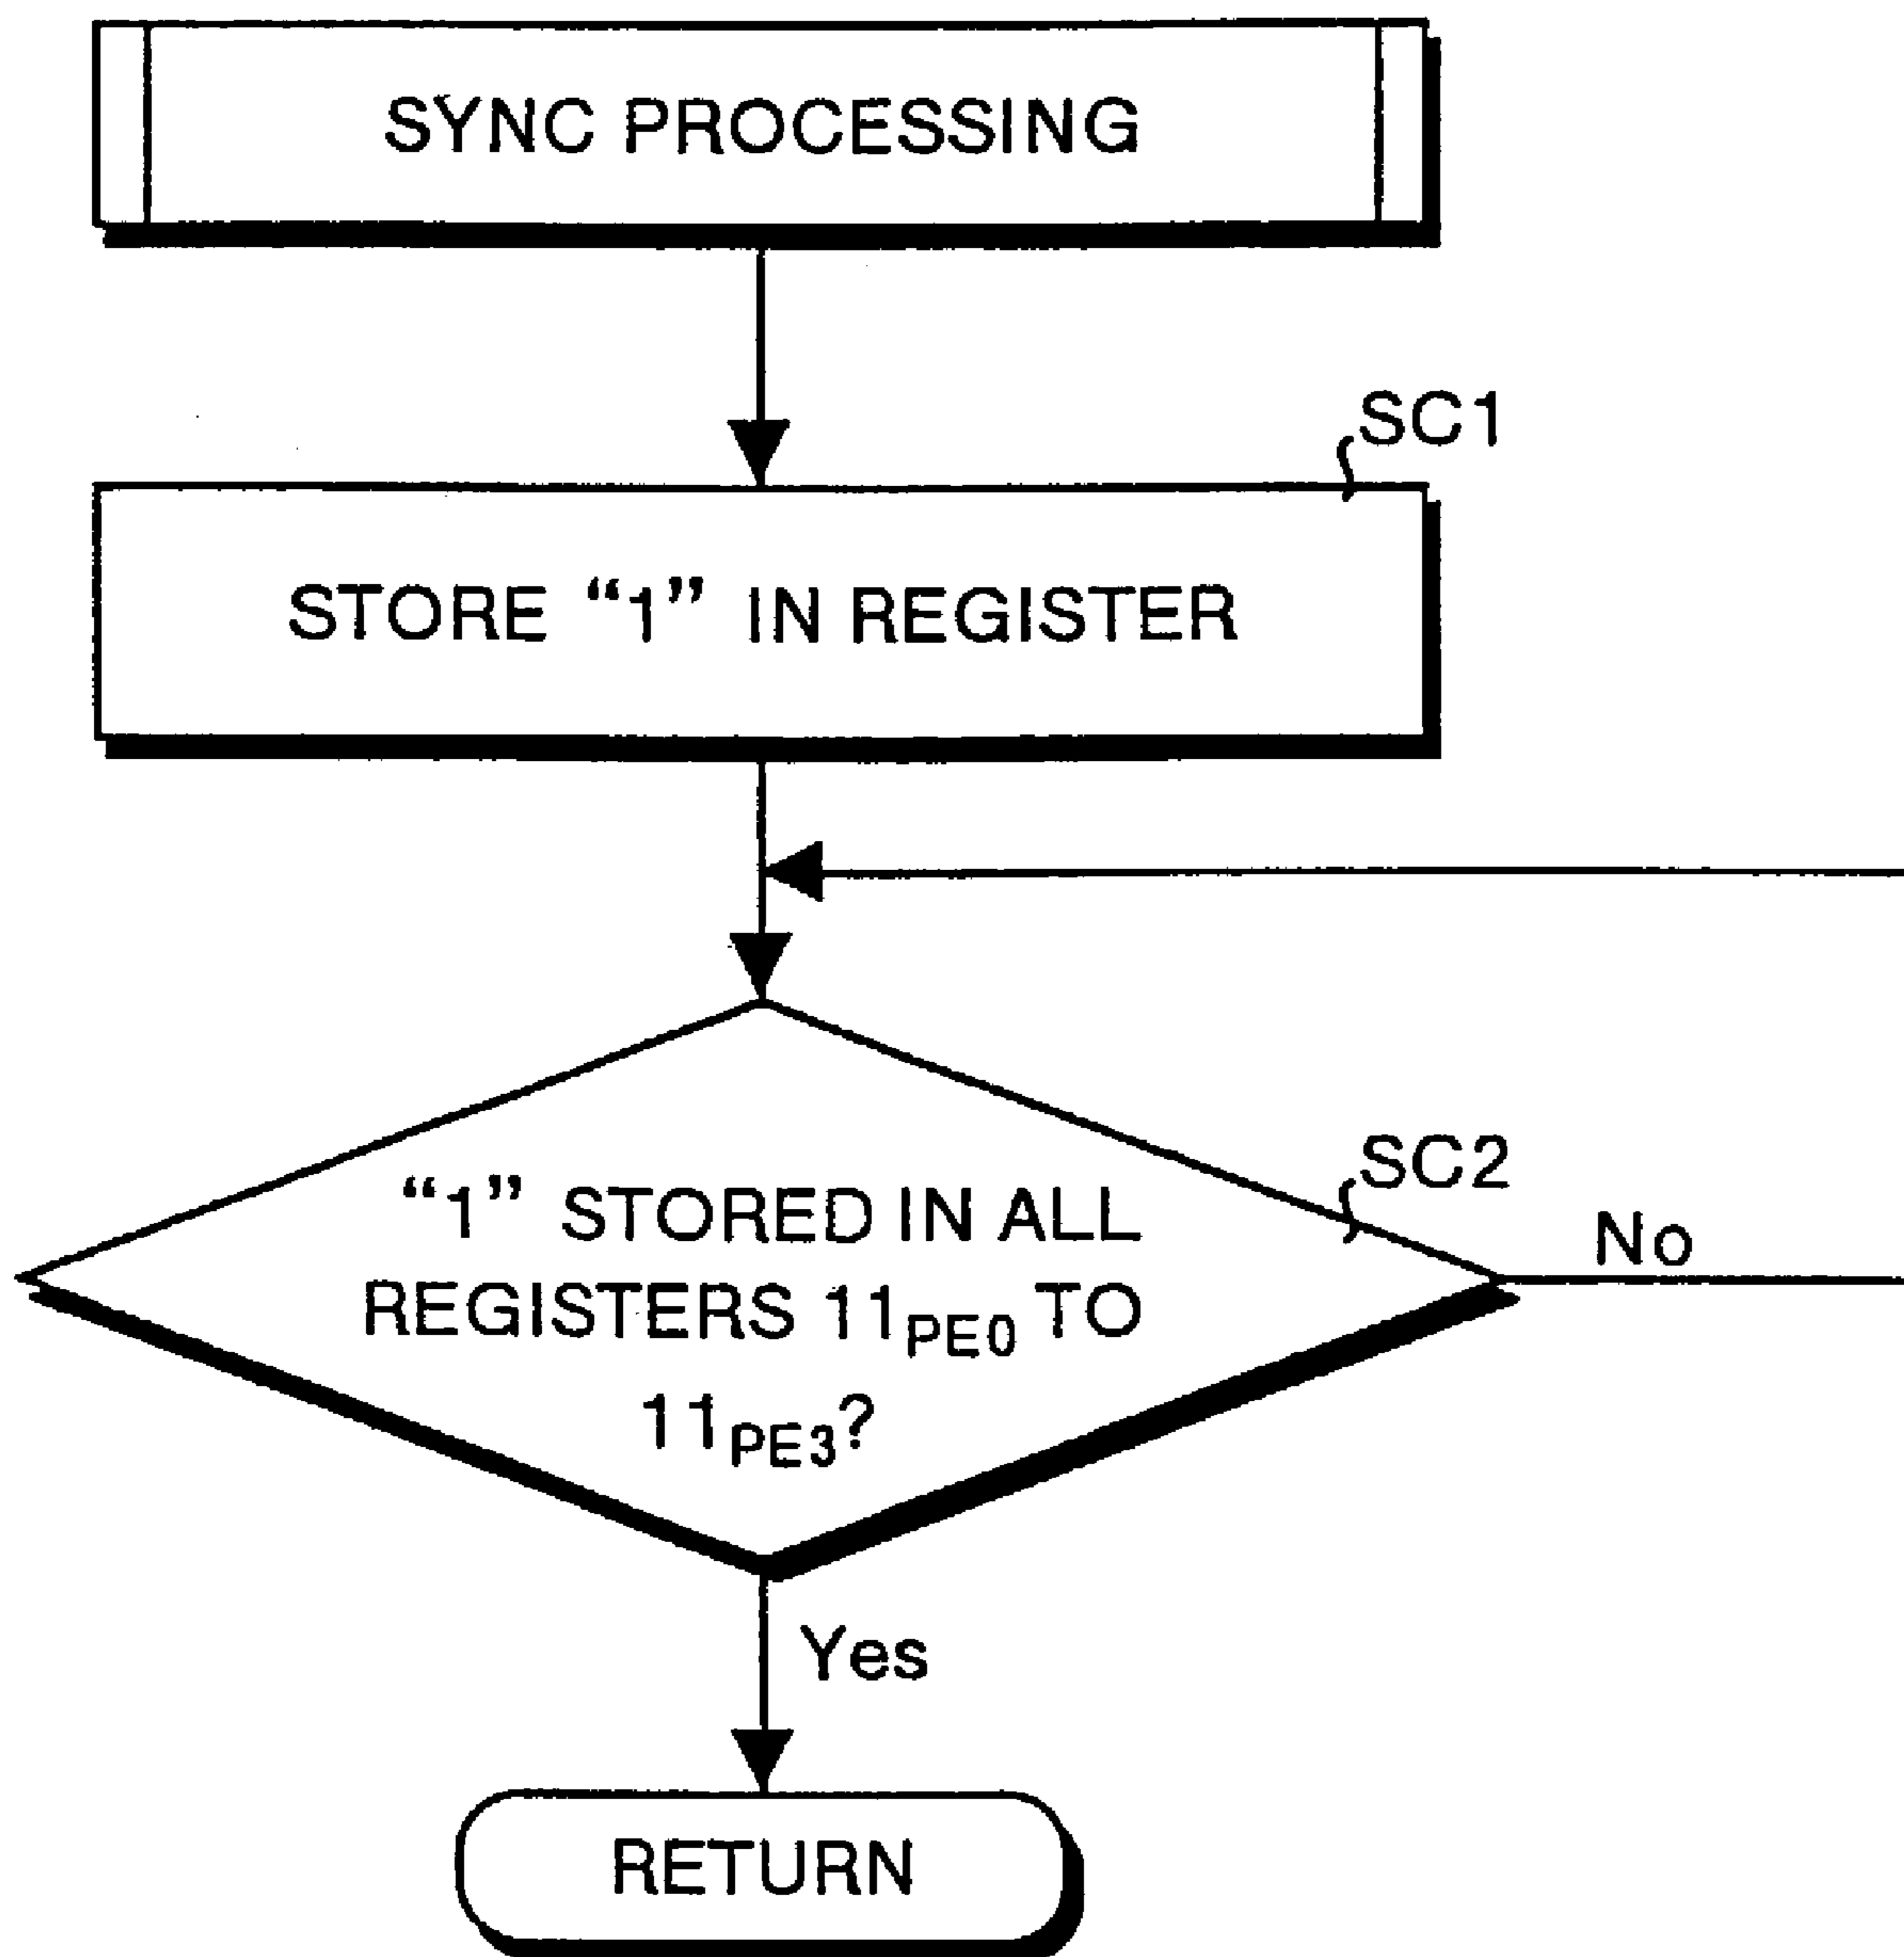 SYNC PROCESSING
SC1
STORE “1” IN REGISTER
SC2
“1” STORED IN ALL
REGISTERS 11PE0 TO
11PE3?
No
Yes
RETURN